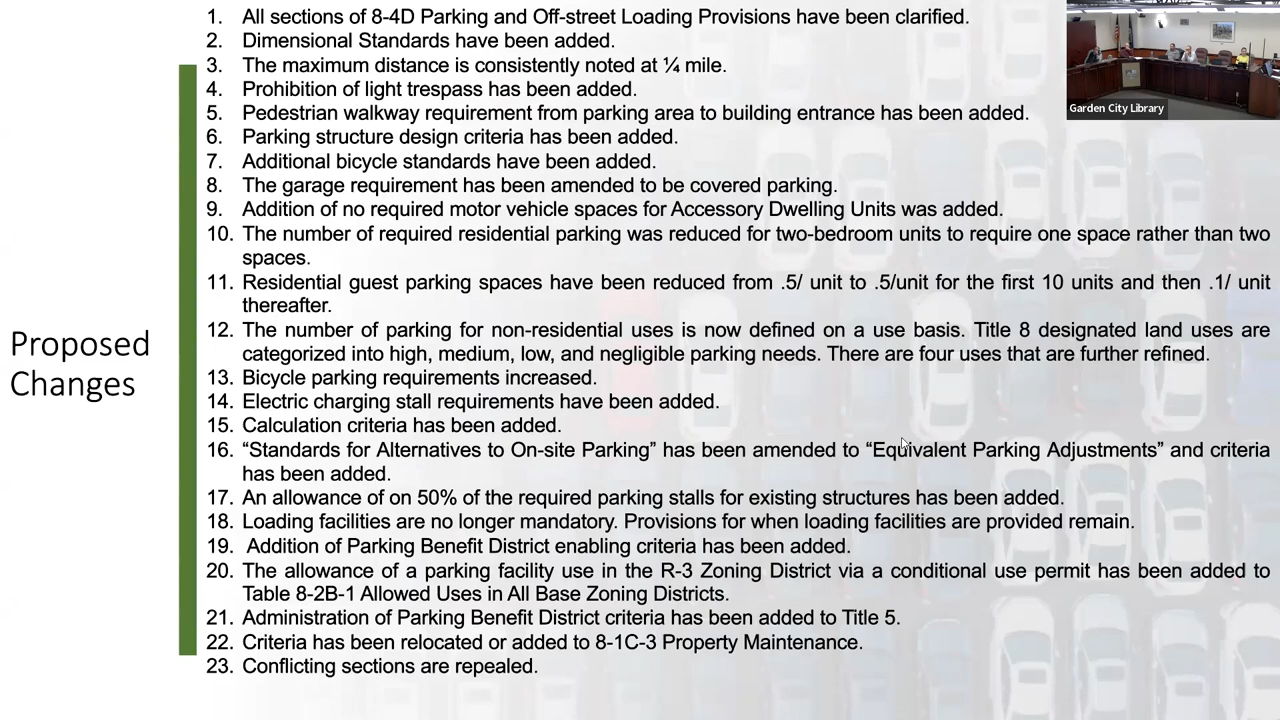 Proposed
Changes
1. All sections of 8-4D Parking and Off-street Loading Provisions have been clarified.
2. Dimensional Standards have been added.
3. The maximum distance is consistently noted at ¼ mile.
4. Prohibition of light trespass has been added.
5. Pedestrian walkway requirement from parking area to building entrance has been added.
6. Parking structure design criteria has been added.
7. Additional bicycle standards have been added.
8. The garage requirement has been amended to be covered parking.
9. Addition of no required motor vehicle spaces for Accessory Dwelling Units was added.
10. The number of required residential parking was reduced for two-bedroom units to require one space rather than two
spaces.
11. Residential guest parking spaces have been reduced from .5/ unit to .5/unit for the first 10 units and then .1/ unit
thereafter.
12. The number of parking for non-residential uses is now defined on a use basis. Title 8 designated land uses are
categorized into high, medium, low, and negligible parking needs. There are four uses that are further refined.
13. Bicycle parking requirements increased.
14. Electric charging stall requirements have been added.
15. Calculation criteria has been added.
16. “Standards for Alternatives to On-site Parking” has been amended to “Equivalent Parking Adjustments” and criteria
has been added.
17. An allowance of on 50% of the required parking stalls for existing structures has been added.
18. Loading facilities are no longer mandatory. Provisions for when loading facilities are provided remain.
19. Addition of Parking Benefit District enabling criteria has been added.
20. The allowance of a parking facility use in the R-3 Zoning District via a conditional use permit has been added to
Table 8-2B-1 Allowed Uses in All Base Zoning Districts.
21. Administration of Parking Benefit District criteria has been added to Title 5.
22. Criteria has been relocated or added to 8-1C-3 Property Maintenance.
23. Conflicting sections are repealed.
Garden City Library